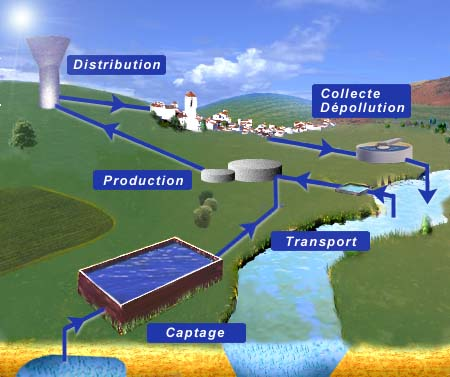 Distribution
Collecte
Dépollution
Production
Transport
Captage